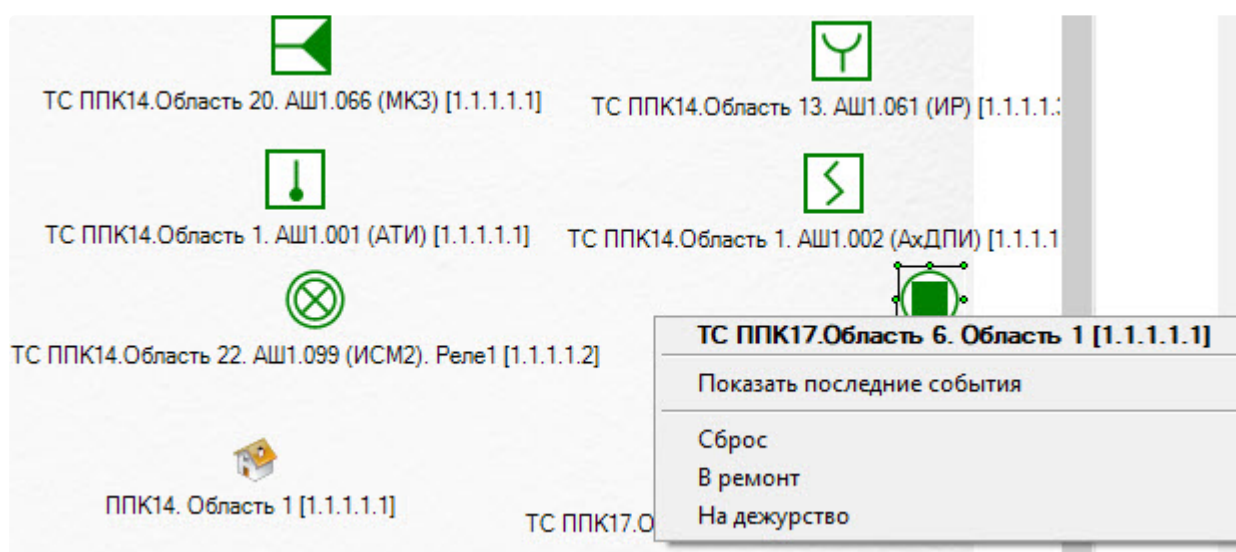 ТС ППК14.Область 20. АШ1.066 (МКЗ) [1.1.1.1.1]
ТС ППК14.Область 13. АШ1.061 (ИР) [1.1.1.1.
ТС ППК14.Область 1. АШ1.001 (АТИ) [1.1.1.1.1]
ТС ППК14.Область 1. АШ1.002 (АхДПИ) [1.1.1.1
ТС ППК14.Область 22. АШ1.099 (ИСМ2). Реле1 [1.1.1.1.2]
ТС ППК17.Область 6. Область 1 [1.1.1.1.1]
Показать последние события
Сброс
В ремонт
На дежурство
ППК14. Область 1 [1.1.1.1.1]
ТС ППК17.О